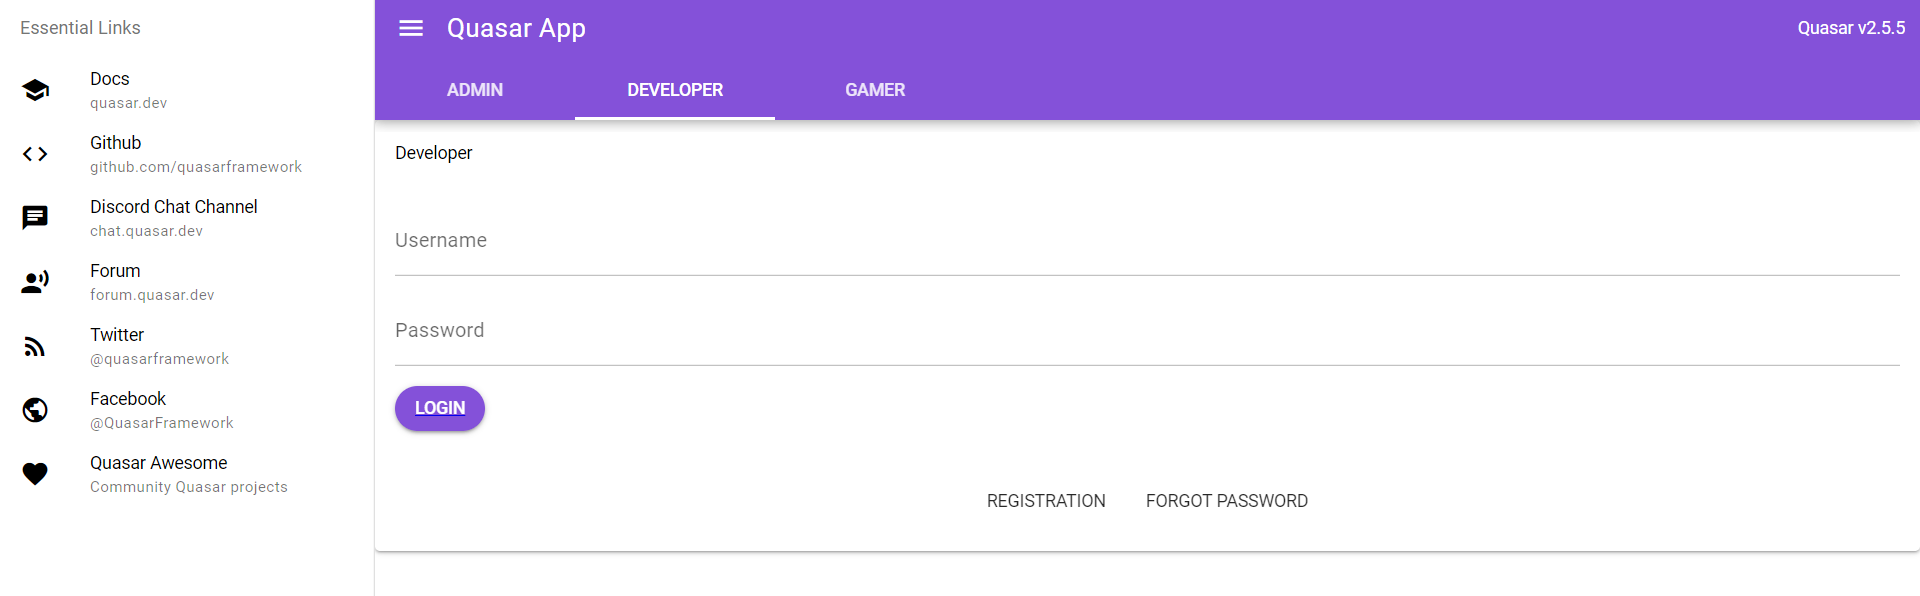 Essential Links
Docs
quasar.dev
Github
github.com/quasarframework
Discord Chat Channel
chat.quasar.dev
Forum
forum.quasar.dev
Twitter
@quasarframework
Facebook
@QuasarFramework
Quasar Awesome
Community Quasar projects
Quasar App
Quasar v2.5.5
ADMIN
DEVELOPER
GAMER
Developer
Username
Password
LOGIN
REGISTRATION
FORGOT PASSWORD